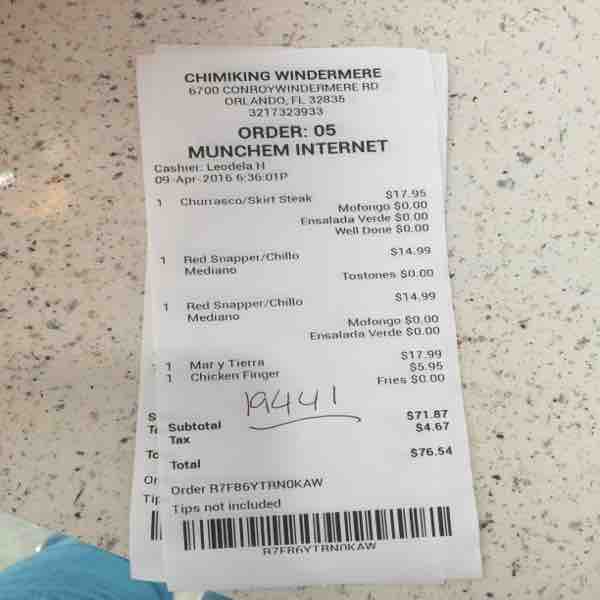 CHIMIKING WINDERMERE
6700 CONROYWINDERMERE RD
ORLANDO, FL 32835
3217323933
ORDER: 05
MUNCHEM INTERNET
Cashier: Leodela H
09-Apr-2016 6:36:01P
1 Churrasco/Skirt Steak $17.95
Mofongo $0.00
Ensalada Verde $0.00
Well Done $0.00
1 Red Snapper/Chillo $14.99
Mediano
Tostones $0.00
1 Red Snapper/Chillo $14.99
Mediano
Mofongo $0.00
Ensalada Verde $0.00
1 Mar y Tierra $17.99
1 Chicken Finger $5.95
Fries $0.00
19441
Subtotal $71.87
Tax $4.67
Total $76.54
Order R7FB6YTRN0KAW
Tips not included
R7FB6YTRN0KAW